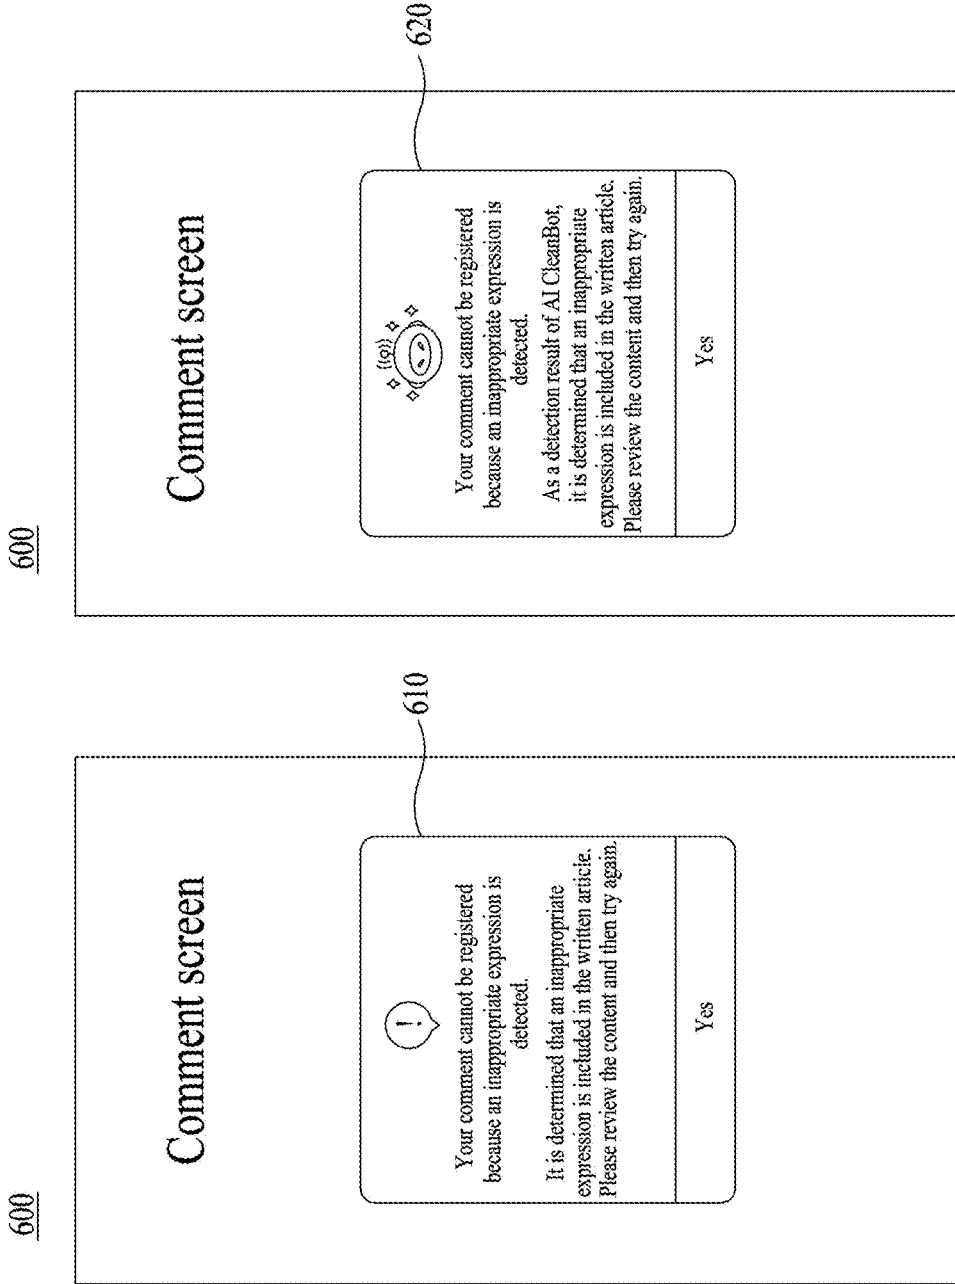 600
Comment screen
!
Your comment cannot be registered
because an inappropriate expression is
detected.
It is determined that an inappropriate
expression is included in the written article.
Please review the content and then try again.
Yes
610
600
Comment screen
((o))
Your comment cannot be registered
because an inappropriate expression is
detected.
As a detection result of AI CleanBot,
it is determined that an inappropriate
expression is included in the written article.
Please review the content and then try again.
Yes
620